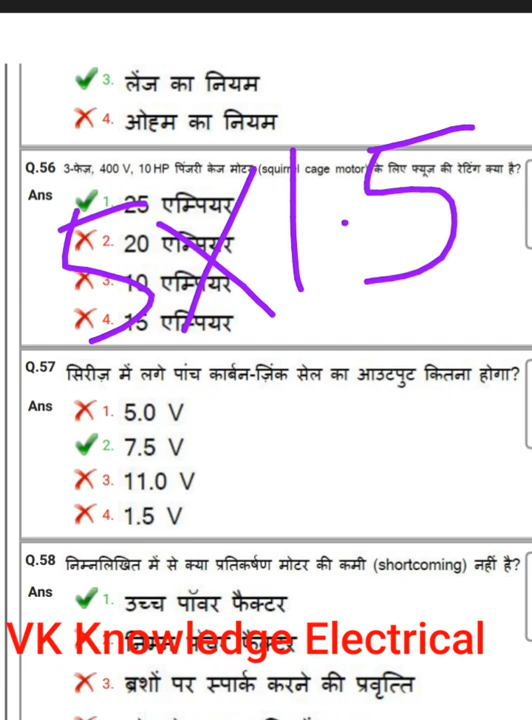 3. लेंज का नियम
4. ओह्म का नियम
Q.56 3-फेज़, 400 V, 10 HP पिंजरी केज मोटर (squirrel cage motor) के लिए फ्यूज़ की रेटिंग क्या है?
Ans 1. 25 एम्पियर
2. 20 एम्पियर
3. 10 एम्पियर
4. 15 एम्पियर
5 X 1.5
Q.57 सिरीज़ में लगे पांच कार्बन-ज़िंक सेल का आउटपुट कितना होगा?
Ans 1. 5.0 V
2. 7.5 V
3. 11.0 V
4. 1.5 V
Q.58 निम्नलिखित में से क्या प्रतिकर्षण मोटर की कमी (shortcoming) नहीं है?
Ans 1. उच्च पॉवर फैक्टर
VK Knowledge Electrical
3. ब्रशों पर स्पार्क करने की प्रवृत्ति